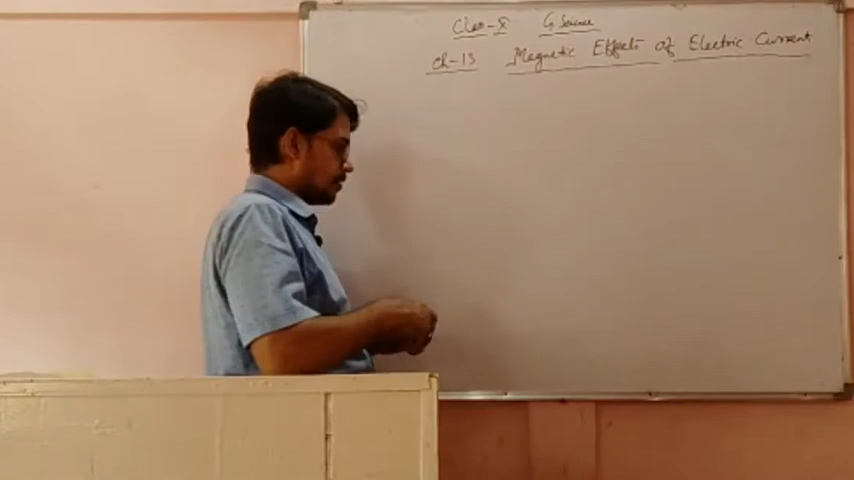 Class-X G. Science
Ch-13 Magnetic Effects of Electric Current